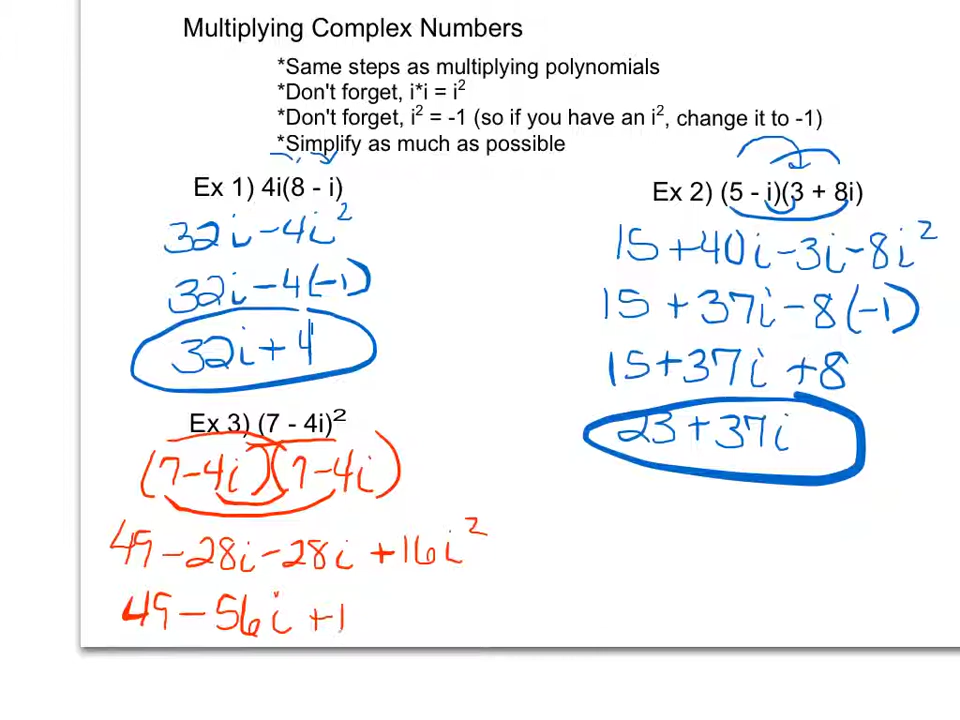 Multiplying Complex Numbers
*Same steps as multiplying polynomials
*Don't forget, i*i = i²
*Don't forget, i² = -1 (so if you have an i², change it to -1)
*Simplify as much as possible
Ex 1) 4i(8 - i)
32i - 4i²
32i - 4(-1)
32i + 4
Ex 2) (5 - i)(3 + 8i)
15 + 40i - 3i - 8i²
15 + 37i - 8(-1)
15 + 37i + 8
23 + 37i
Ex 3) (7 - 4i)²
(7 - 4i)(7 - 4i)
49 - 28i - 28i + 16i²
49 - 56i + 1